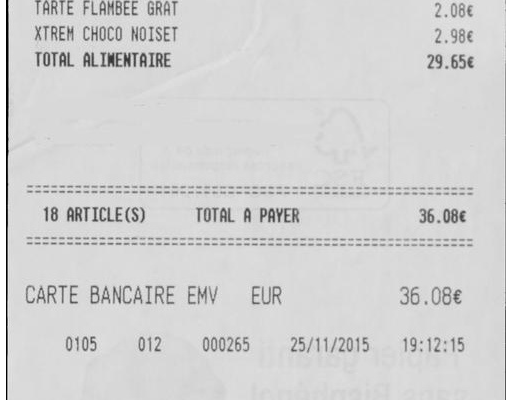 TARTE FLAMBEE GRAT 2.08€
XTREM CHOCO NOISET 2.98€
TOTAL ALIMENTAIRE 29.65€
================================================
18 ARTICLE(S) TOTAL A PAYER 36.08€
================================================
CARTE BANCAIRE EMV EUR 36.08€
0105 012 000265 25/11/2015 19:12:15